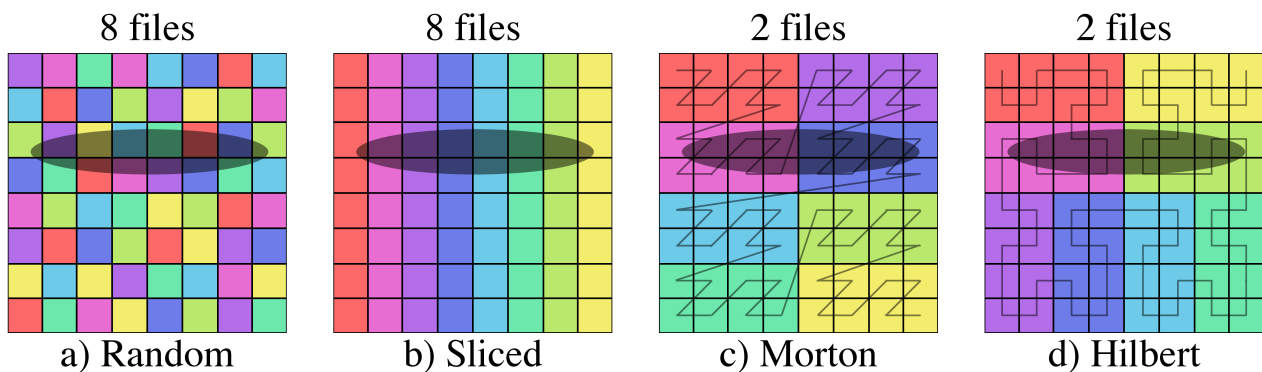 8 files
8 files
2 files
2 files
a) Random
b) Sliced
c) Morton
d) Hilbert